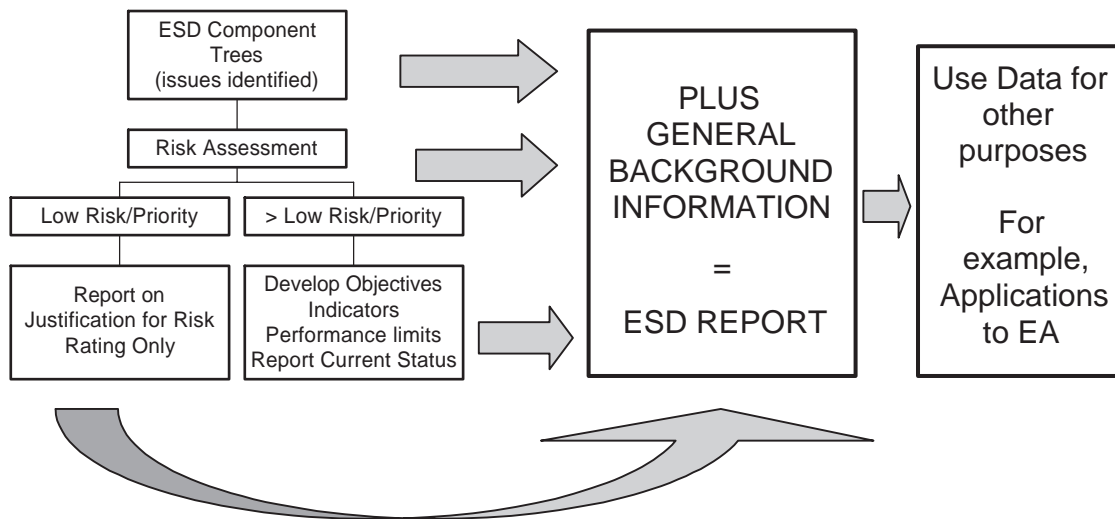 ESD Component
Trees
(issues identified)
Risk Assessment
Low Risk/Priority
> Low Risk/Priority
Report on
Justification for Risk
Rating Only
Develop Objectives
Indicators
Performance limits
Report Current Status
PLUS
GENERAL
BACKGROUND
INFORMATION
=
ESD REPORT
Use Data for
other
purposes
For
example,
Applications
to EA